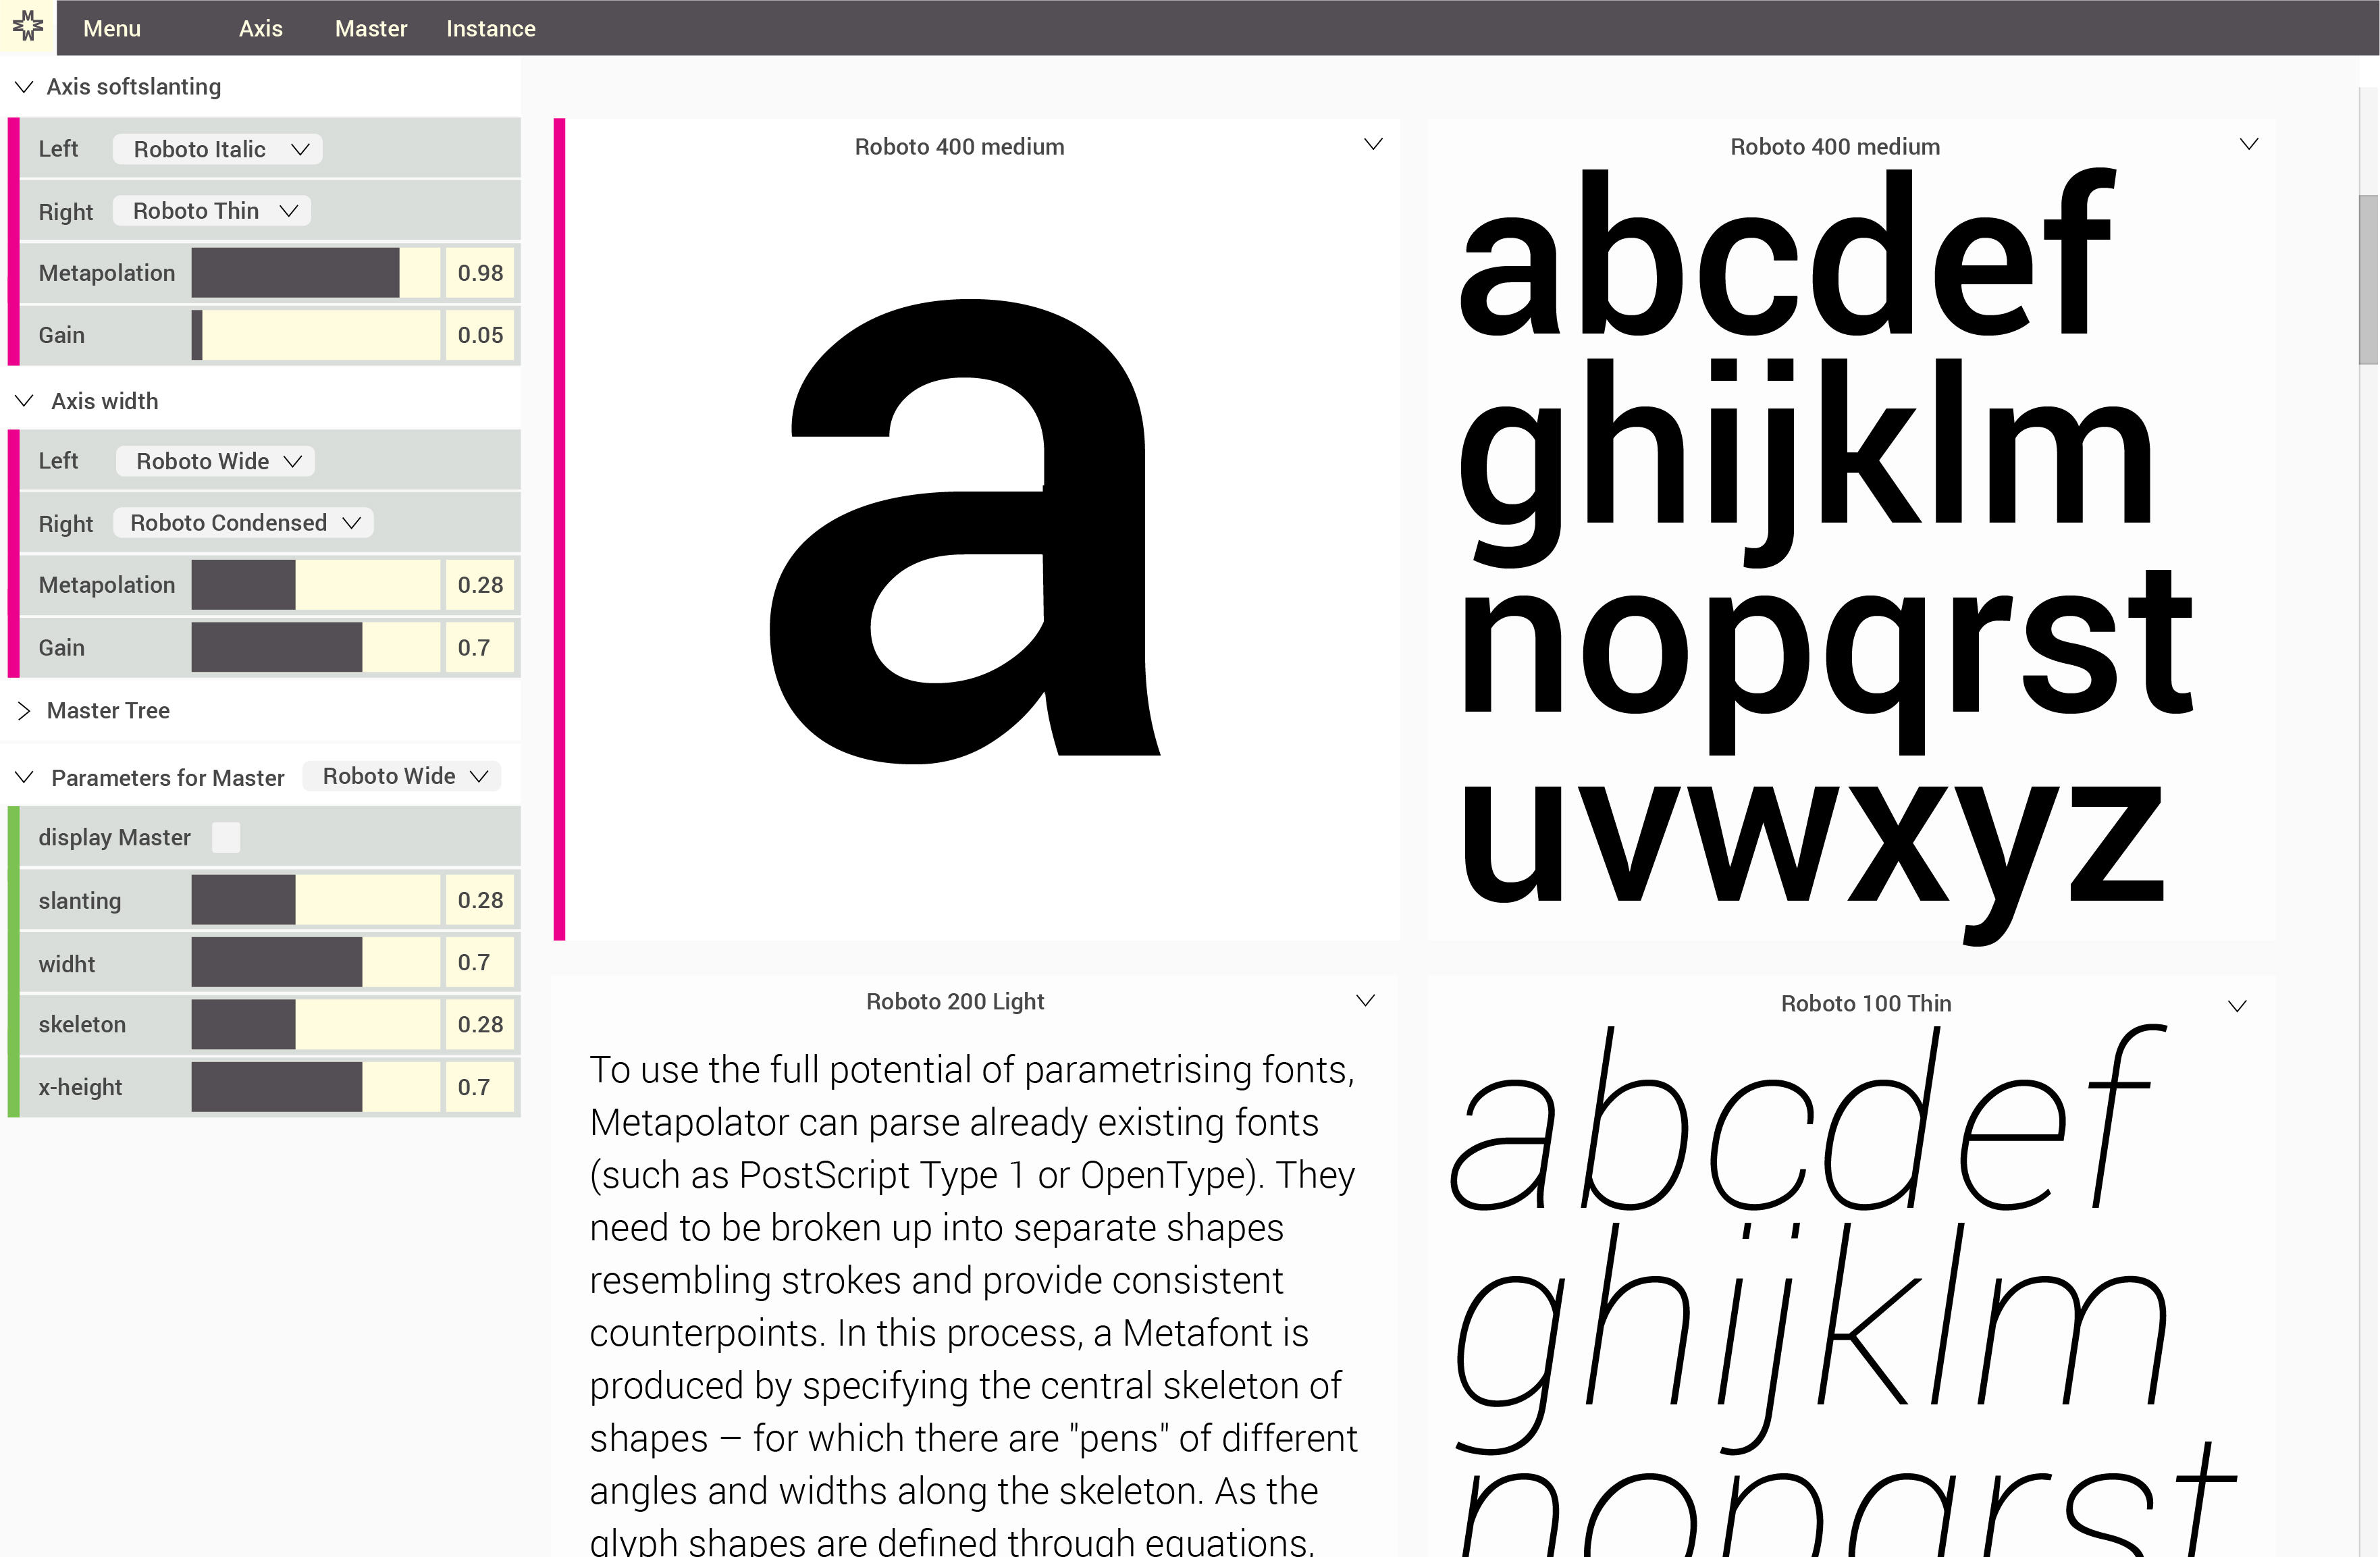 Menu Axis Master Instance
Axis softslanting
Left Roboto Italic
Right Roboto Thin
Metapolation 0.98
Gain 0.05
Axis width
Left Roboto Wide
Right Roboto Condensed
Metapolation 0.28
Gain 0.7
Master Tree
Parameters for Master Roboto Wide
display Master
slanting 0.28
widht 0.7
skeleton 0.28
x-height 0.7
Roboto 400 medium
a
Roboto 400 medium
abcdef
ghijklm
nopqrst
uvwxyz
Roboto 200 Light
To use the full potential of parametrising fonts,
Metapolator can parse already existing fonts
(such as PostScript Type 1 or OpenType). They
need to be broken up into separate shapes
resembling strokes and provide consistent
counterpoints. In this process, a Metafont is
produced by specifying the central skeleton of
shapes – for which there are "pens" of different
angles and widths along the skeleton. As the
glyph shapes are defined through equations,
Roboto 100 Thin
abcdef
ghijklm
nopqrst